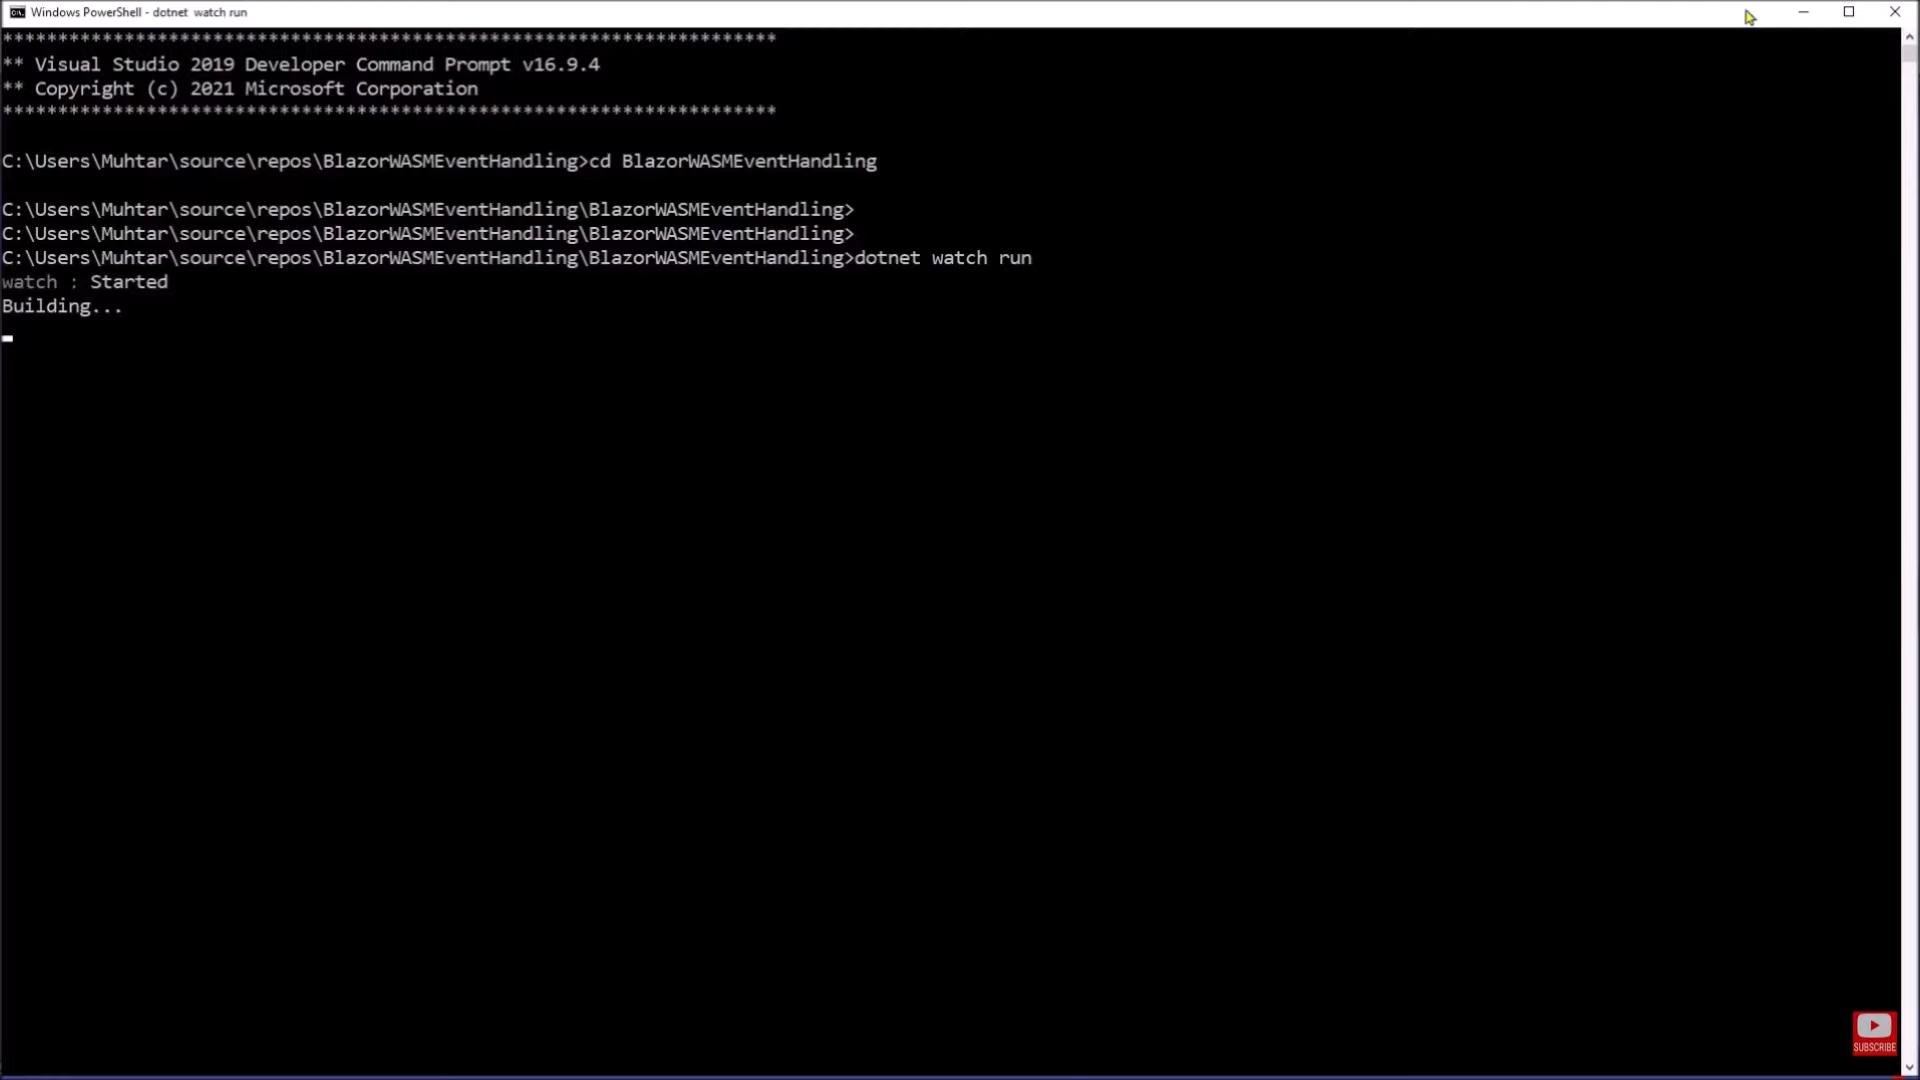 Windows PowerShell - dotnet  watch run
**********************************************************************
** Visual Studio 2019 Developer Command Prompt v16.9.4
** Copyright (c) 2021 Microsoft Corporation
**********************************************************************
C:\Users\Muhtar\source\repos\BlazorWASMEventHandling>cd BlazorWASMEventHandling
C:\Users\Muhtar\source\repos\BlazorWASMEventHandling\BlazorWASMEventHandling>
C:\Users\Muhtar\source\repos\BlazorWASMEventHandling\BlazorWASMEventHandling>
C:\Users\Muhtar\source\repos\BlazorWASMEventHandling\BlazorWASMEventHandling>dotnet watch run
watch : Started
Building...
SUBSCRIBE